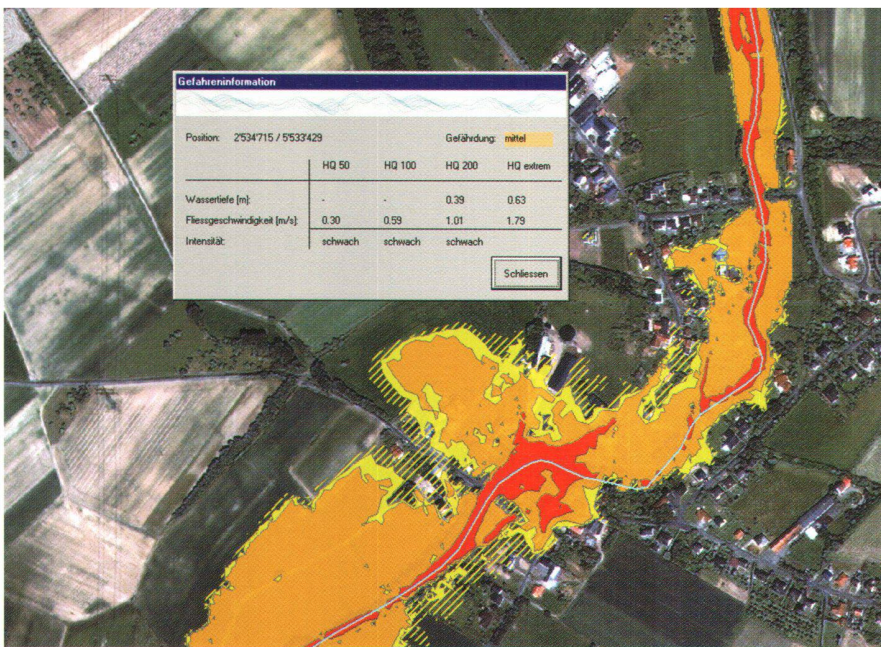 Gefahreninformation
Position: 2'534'715 / 5'533'429 Gefährdung: mittel
HQ 50 HQ 100 HQ 200 HQ extrem
Wassertiefe [m]: - - 0.39 0.63
Fliessgeschwindigkeit [m/s]: 0.30 0.59 1.01 1.79
Intensität: schwach schwach schwach
Schliessen